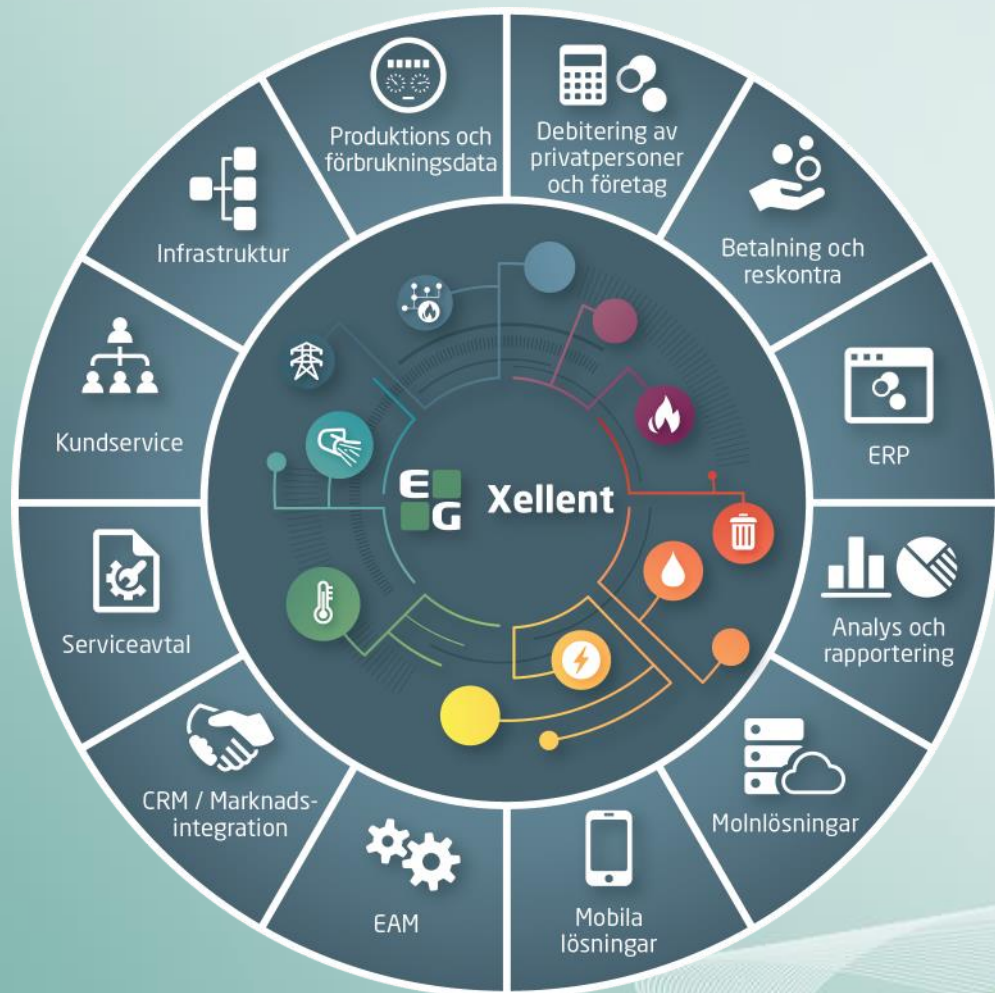 Produktions och
förbrukningsdata
Debitering av
privatpersoner
och företag
Betalning och
reskontra
ERP
Analys och
rapportering
Molnlösningar
Mobila
lösningar
EAM
CRM / Marknads-
integration
Serviceavtal
Kundservice
Infrastruktur
EG Xellent